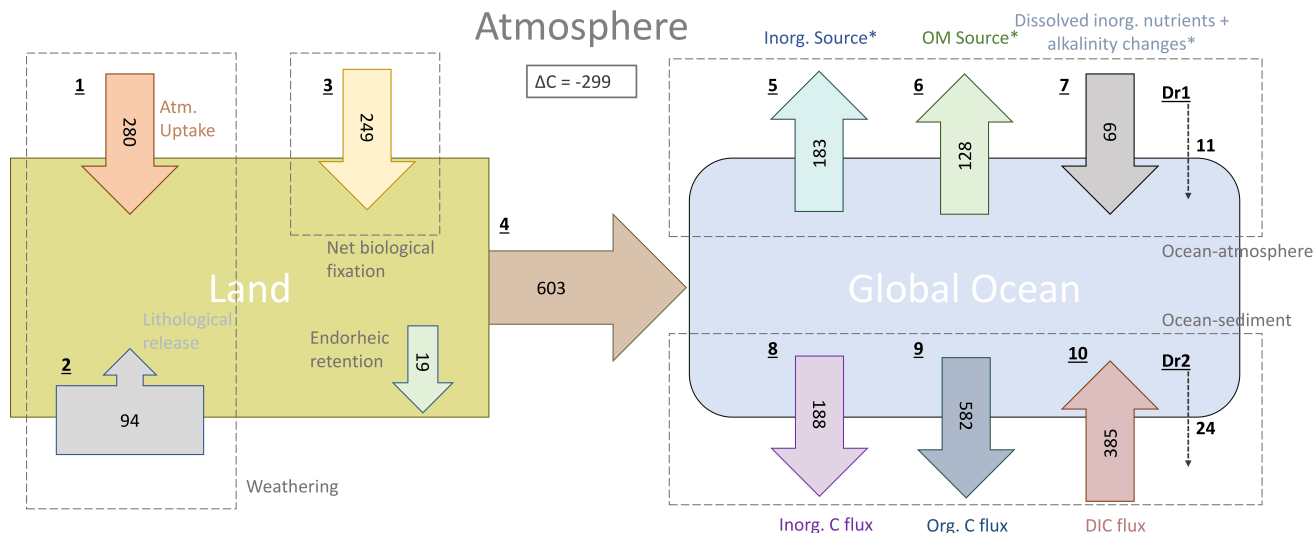 Atmosphere
ΔC = -299
Inorg. Source*
OM Source*
Dissolved inorg. nutrients +
alkalinity changes*
1
Atm.
Uptake
280
3
249
5
183
6
128
7
69
Dr1
11
4
603
Net biological
fixation
Ocean-atmosphere
Land
Global Ocean
Lithological
release
2
94
Endorheic
retention
19
Ocean-sediment
8
188
9
582
10
385
Dr2
24
Weathering
Inorg. C flux
Org. C flux
DIC flux